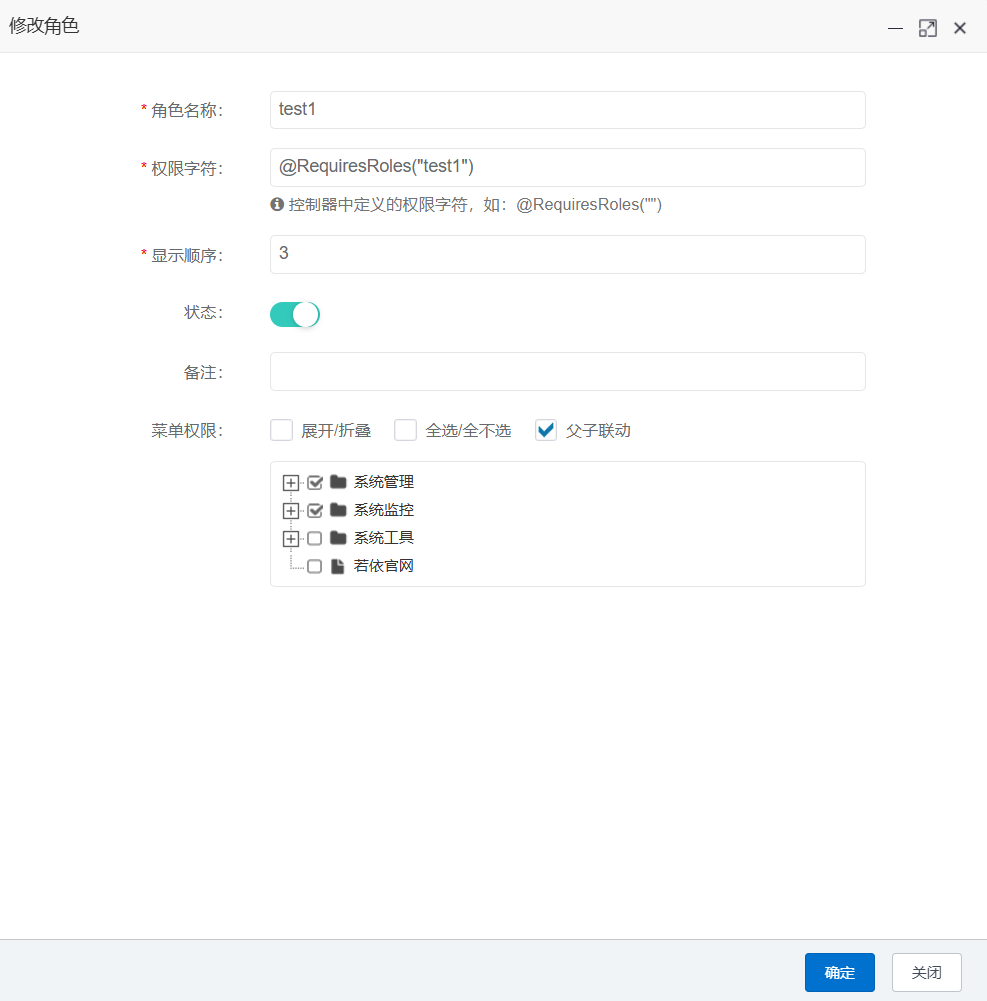 修改角色
* 角色名称： test1
* 权限字符： @RequiresRoles("test1")
控制器中定义的权限字符，如：@RequiresRoles("")
* 显示顺序： 3
状态：
备注：
菜单权限： 展开/折叠 全选/全不选 父子联动
系统管理
系统监控
系统工具
若依官网
确定 关闭